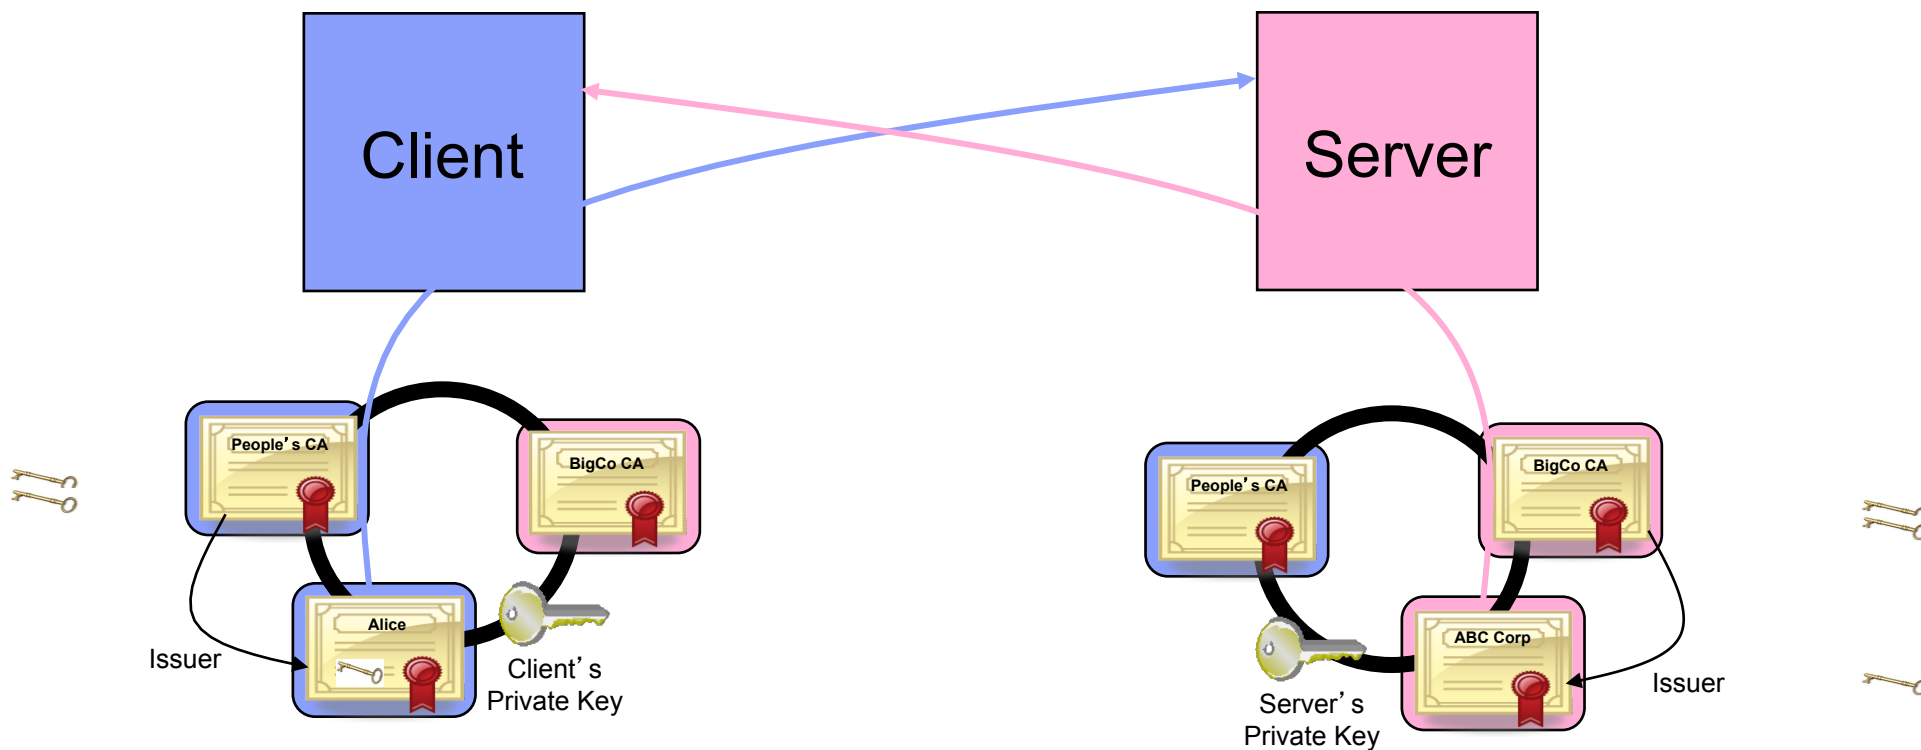 Client
Server
People’s CA
BigCo CA
Alice
Issuer
Client’s
Private Key
People’s CA
BigCo CA
ABC Corp
Issuer
Server’s
Private Key